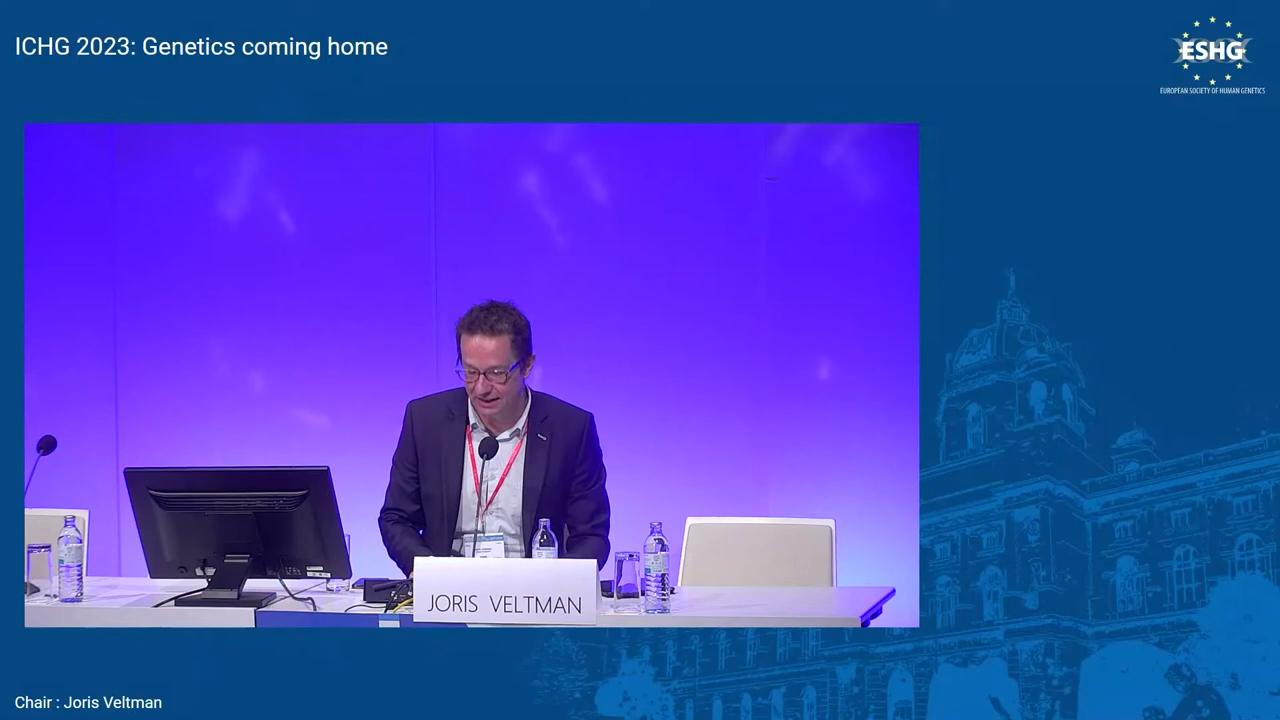 ICHG 2023: Genetics coming home
ESHG
EUROPEAN SOCIETY OF HUMAN GENETICS
JORIS VELTMAN
Chair : Joris Veltman